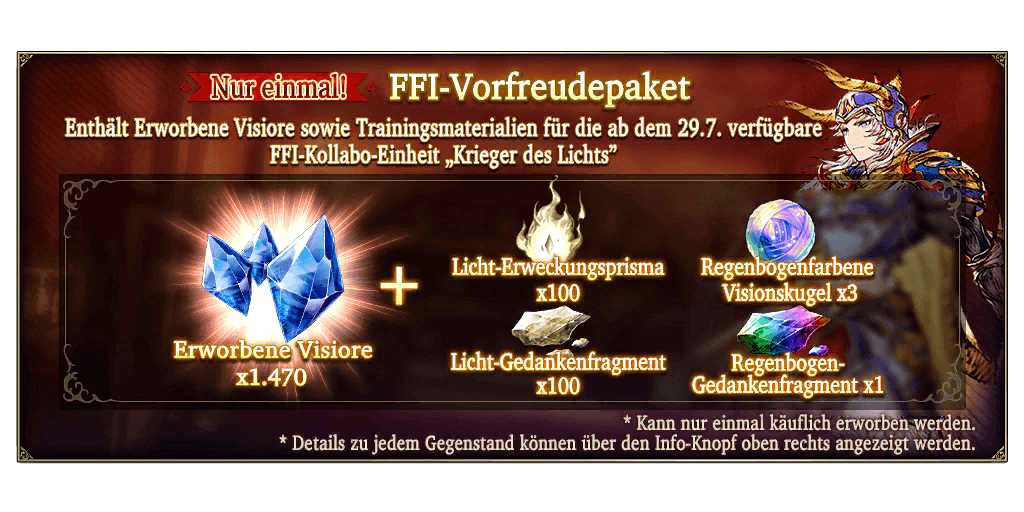 Nur einmal! FFI-Vorfreudepaket
Enthält Erworbene Visiore sowie Trainingsmaterialien für die ab dem 29.7. verfügbare
FFI-Kollabo-Einheit „Krieger des Lichts”
Erworbene Visiore
x1.470
+
Licht-Erweckungsprisma
x100
Regenbogenfarbene
Visionskugel x3
Licht-Gedankenfragment
x100
Regenbogen-
Gedankenfragment x1
* Kann nur einmal käuflich erworben werden.
* Details zu jedem Gegenstand können über den Info-Knopf oben rechts angezeigt werden.